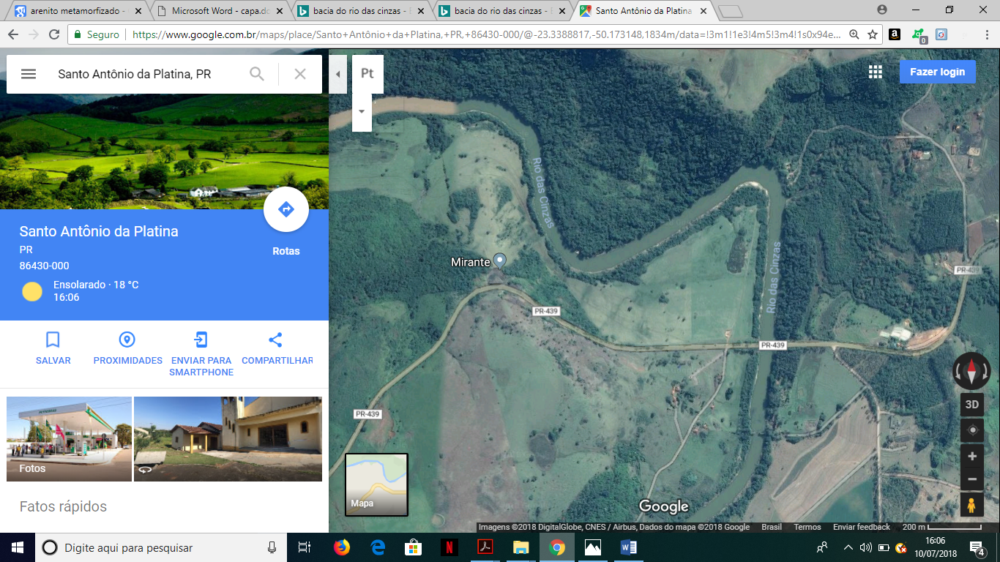 arenito metamorfizado -
Microsoft Word - capa.do
bacia do rio das cinzas -
bacia do rio das cinzas -
Santo Antônio da Platina
Seguro
https://www.google.com.br/maps/place/Santo+Antônio+da+Platina,+PR,+86430-000/@-23.3388817,-50.173148,1834m/data=!3m1!1e3!4m5!3m4!1s0x94e...
0
Santo Antônio da Platina, PR
Pt
Fazer login
Santo Antônio da Platina
PR
86430-000
Rotas
Ensolarado · 18 °C
16:06
SALVAR
PROXIMIDADES
ENVIAR PARA
SMARTPHONE
COMPARTILHAR
Fotos
Fatos rápidos
Rio das Cinzas
Mirante
Rio das Cinzas
PR-439
PR-439
PR-439
PR-439
3D
Mapa
Google
Imagens ©2018 DigitalGlobe, CNES / Airbus, Dados do mapa ©2018 Google
Brasil
Termos
Enviar feedback
200 m
Digite aqui para pesquisar
N
W
16:06
10/07/2018
4